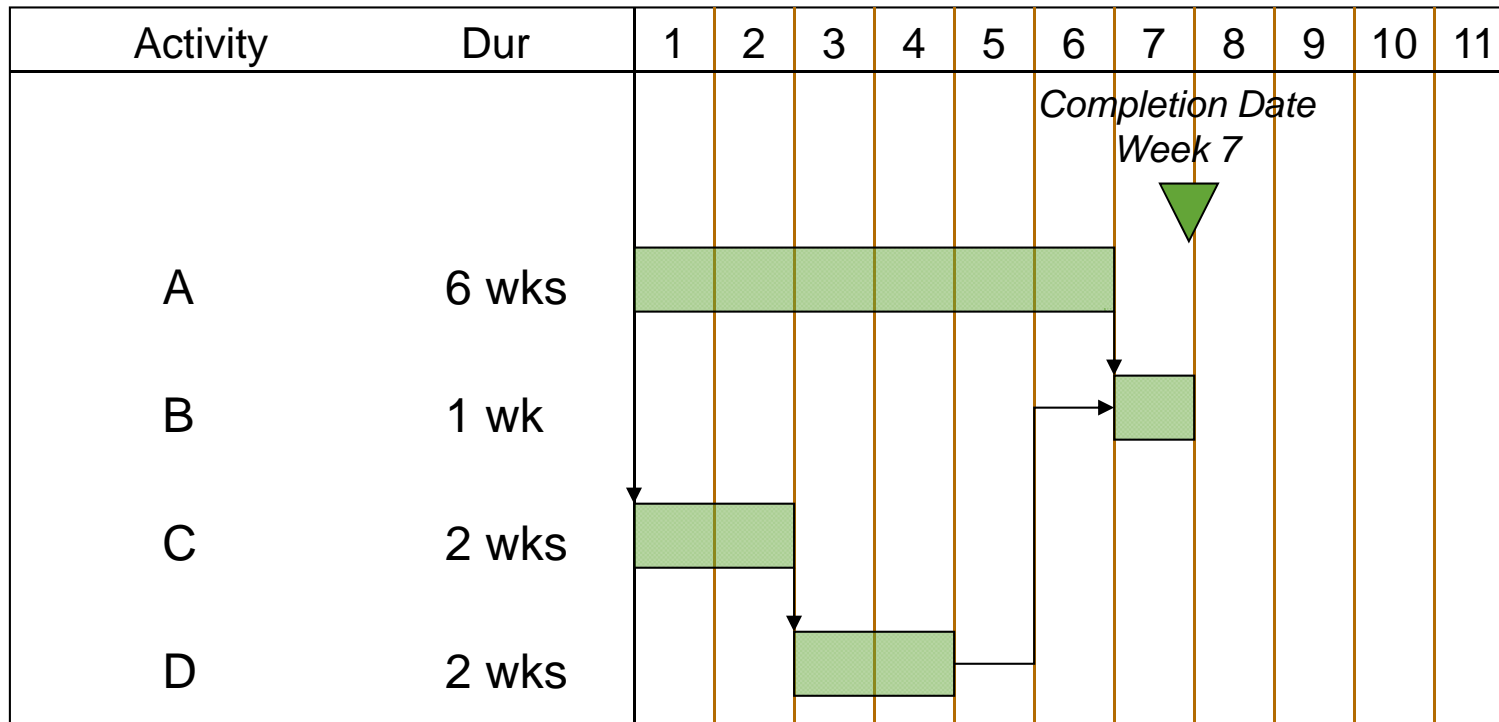 Activity Dur 1 2 3 4 5 6 7 8 9 10 11
Completion Date
Week 7
A 6 wks
B 1 wk
C 2 wks
D 2 wks